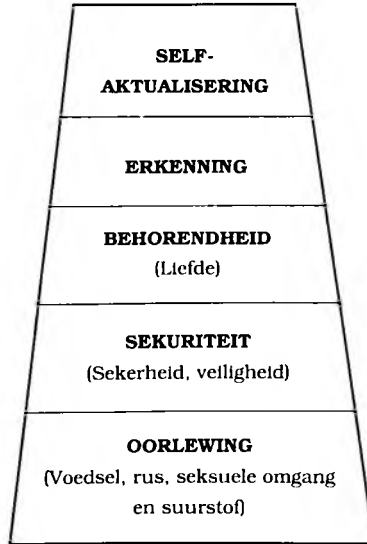 SELF-
AKTUALISERING
ERKENNING
BEHORENDHEID
(Liefde)
SEKURITEIT
(Sekerheid, veiligheid)
OORLEWING
(Voedsel, rus, seksuele omgang
en suurstof)